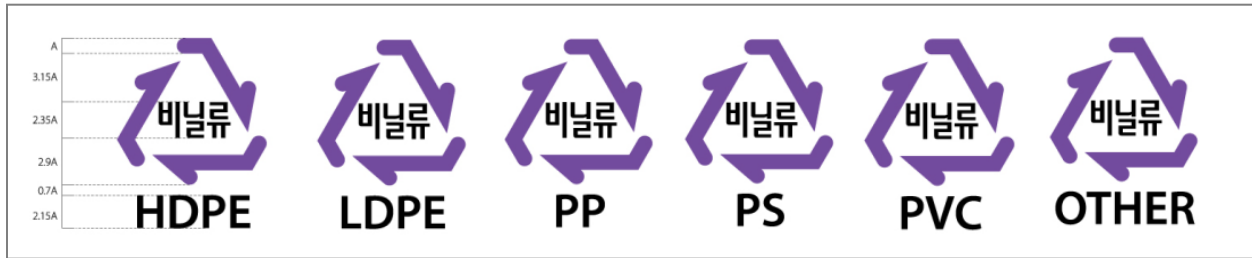 A
3.15A
2.35A
2.9A
0.7A
2.15A
비닐류 비닐류 비닐류 비닐류 비닐류 비닐류
HDPE LDPE PP PS PVC OTHER